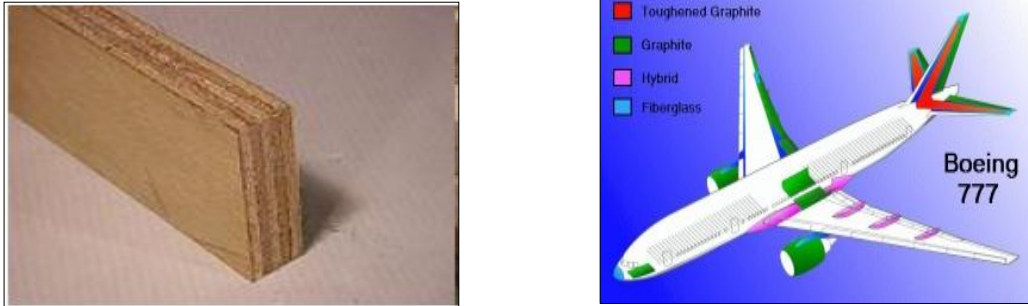 Toughened Graphite
Graphite
Hybrid
Fiberglass
Boeing
777